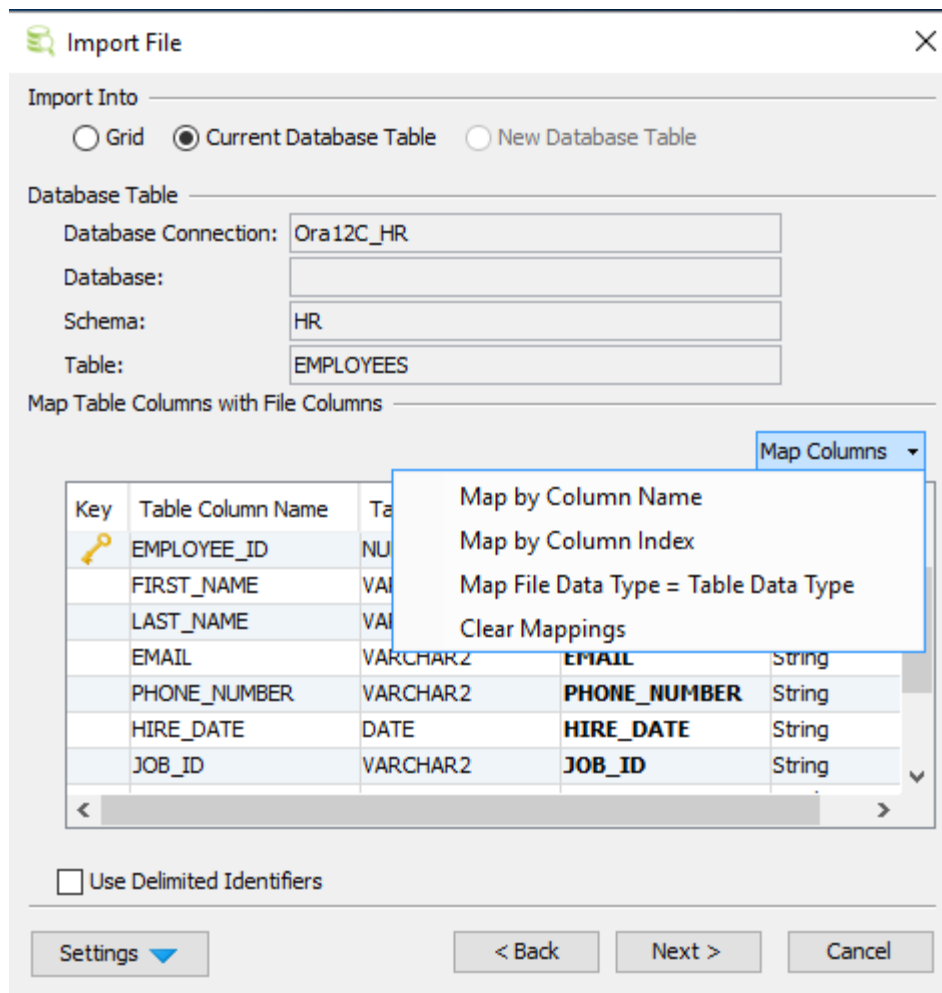 Import File
Import Into
Grid Current Database Table New Database Table
Database Table
Database Connection: Ora12C_HR
Database:
Schema: HR
Table: EMPLOYEES
Map Table Columns with File Columns
Map Columns
Map by Column Name
Map by Column Index
Map File Data Type = Table Data Type
Clear Mappings
Key Table Column Name Ta
EMPLOYEE_ID NU
FIRST_NAME VA
LAST_NAME VA
EMAIL VARCHAR2 EMAIL String
PHONE_NUMBER VARCHAR2 PHONE_NUMBER String
HIRE_DATE DATE HIRE_DATE String
JOB_ID VARCHAR2 JOB_ID String
Use Delimited Identifiers
Settings < Back Next > Cancel